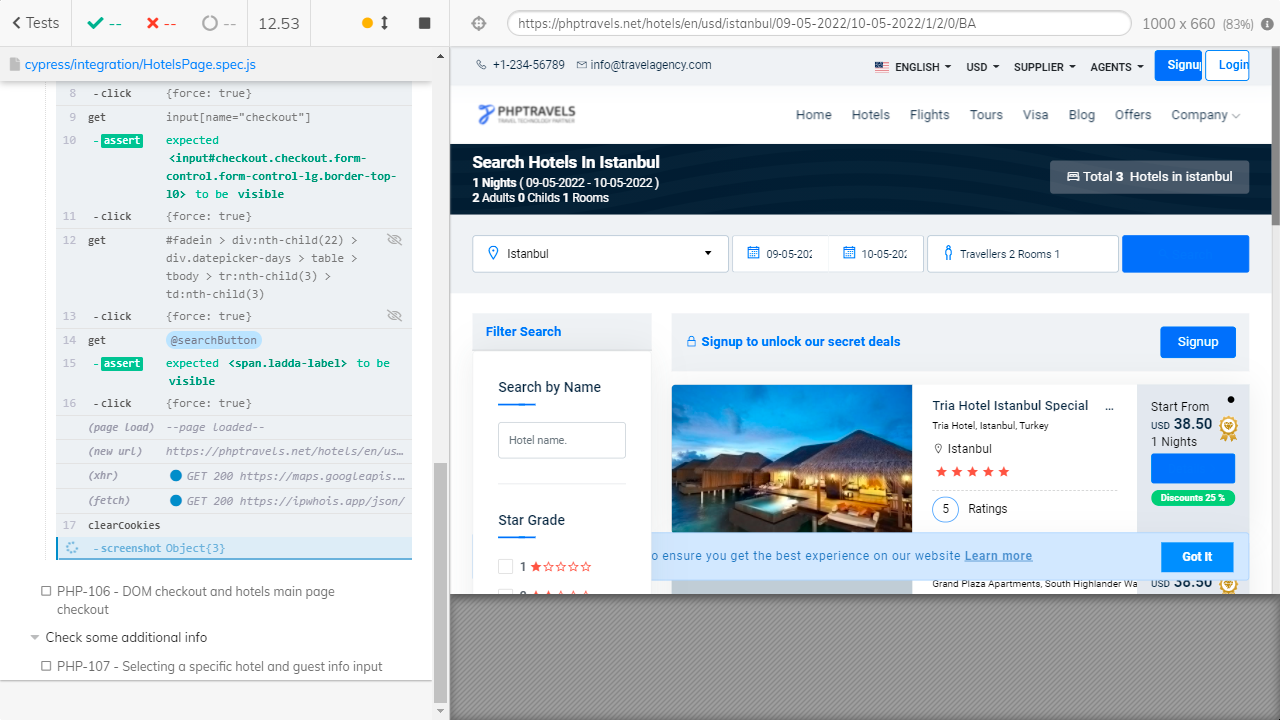 Tests
--
--
--
12.53
cypress/integration/HotelsPage.spec.js
8 -click {force: true}
9 get input[name="checkout"]
10 -assert expected
<input#checkout.checkout.form-
control.form-control-lg.border-top-
l0> to be visible
11 -click {force: true}
12 get #fadein > div:nth-child(22) >
div.datepicker-days > table >
tbody > tr:nth-child(3) >
td:nth-child(3)
13 -click {force: true}
14 get @searchButton
15 -assert expected <span.ladda-label> to be
visible
16 -click {force: true}
(page load) --page loaded--
(new url) https://phptravels.net/hotels/en/us…
(xhr) GET 200 https://maps.googleapis.…
(fetch) GET 200 https://ipwhois.app/json/
17 clearCookies
-screenshot Object{3}
PHP-106 - DOM checkout and hotels main page
checkout
Check some additional info
PHP-107 - Selecting a specific hotel and guest info input
https://phptravels.net/hotels/en/usd/istanbul/09-05-2022/10-05-2022/1/2/0/BA
1000 x 660 (83%)
+1-234-56789 info@travelagency.com
ENGLISH USD SUPPLIER AGENTS Signup Login
PHPTRAVELS
TRAVEL TECHNOLOGY PARTNER
Home Hotels Flights Tours Visa Blog Offers Company
Search Hotels In Istanbul
1 Nights ( 09-05-2022 - 10-05-2022 )
2 Adults 0 Childs 1 Rooms
Total 3 Hotels in istanbul
Istanbul
09-05-202
10-05-202
Travellers 2 Rooms 1
Filter Search
Signup to unlock our secret deals
Signup
Search by Name
Hotel name.
Star Grade
1
Tria Hotel Istanbul Special ...
Tria Hotel, Istanbul, Turkey
Istanbul
5 Ratings
Start From
USD 38.50
1 Nights
Discounts 25 %
o ensure you get the best experience on our website Learn more
Got It
Grand Plaza Apartments, South Highlander Wa
USD 38.50